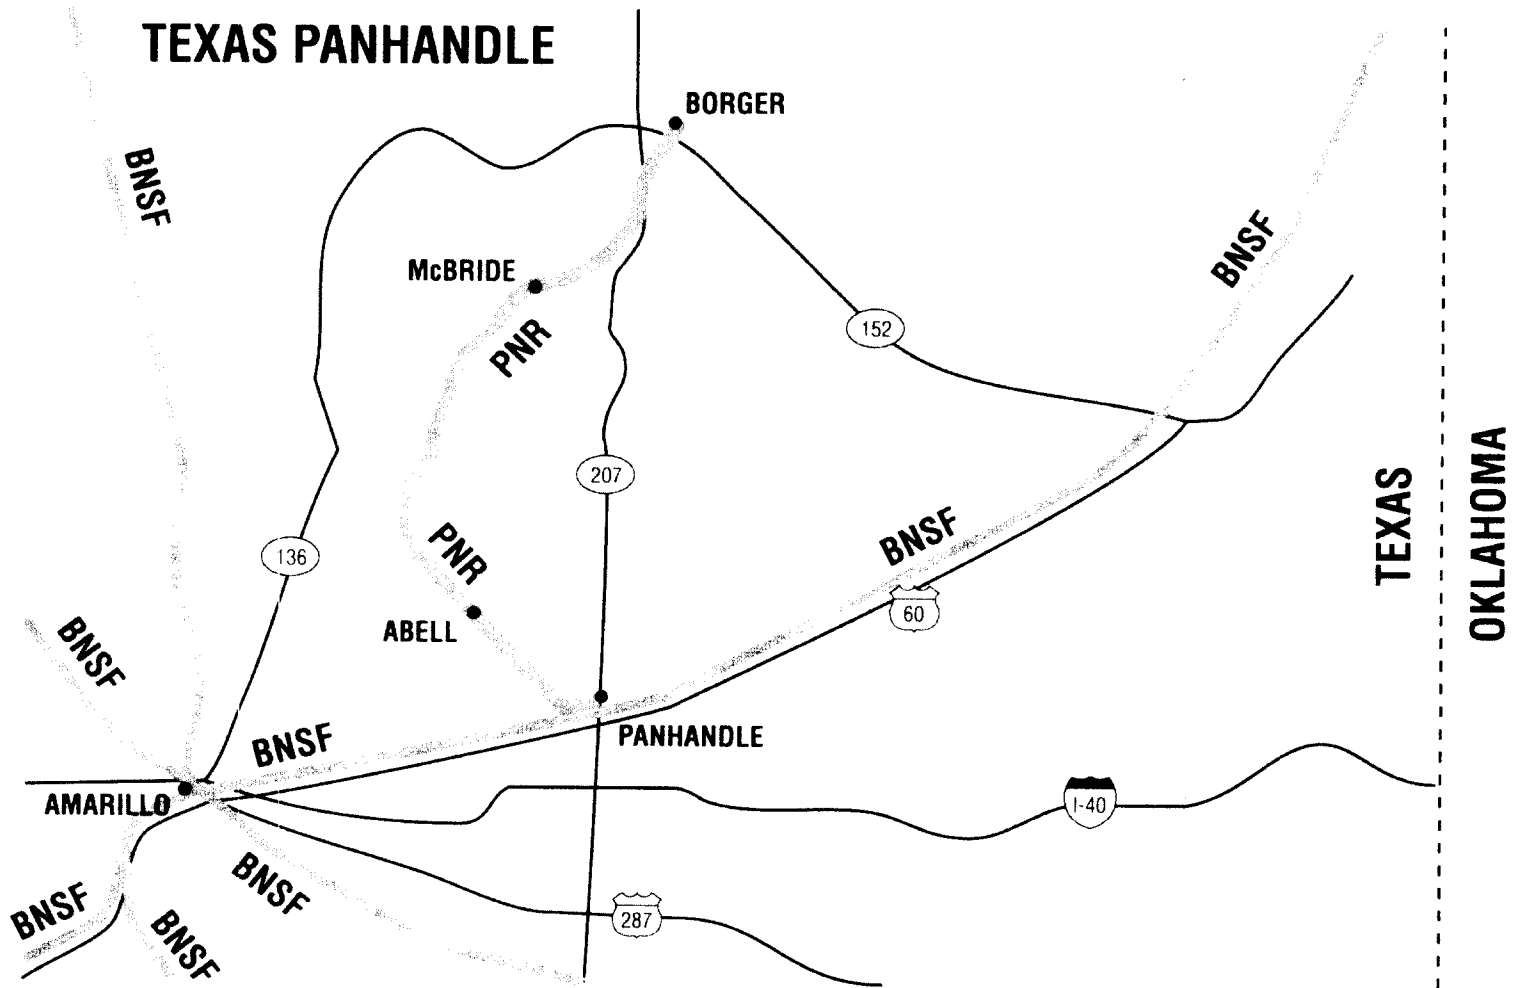 TEXAS PANHANDLE
BORGER
BNSF
BNSF
McBRIDE
152
PNR
207
TEXAS
OKLAHOMA
BNSF
PNR
136
60
ABELL
BNSF
PANHANDLE
BNSF
AMARILLO
I-40
BNSF
BNSF
287
BNSF